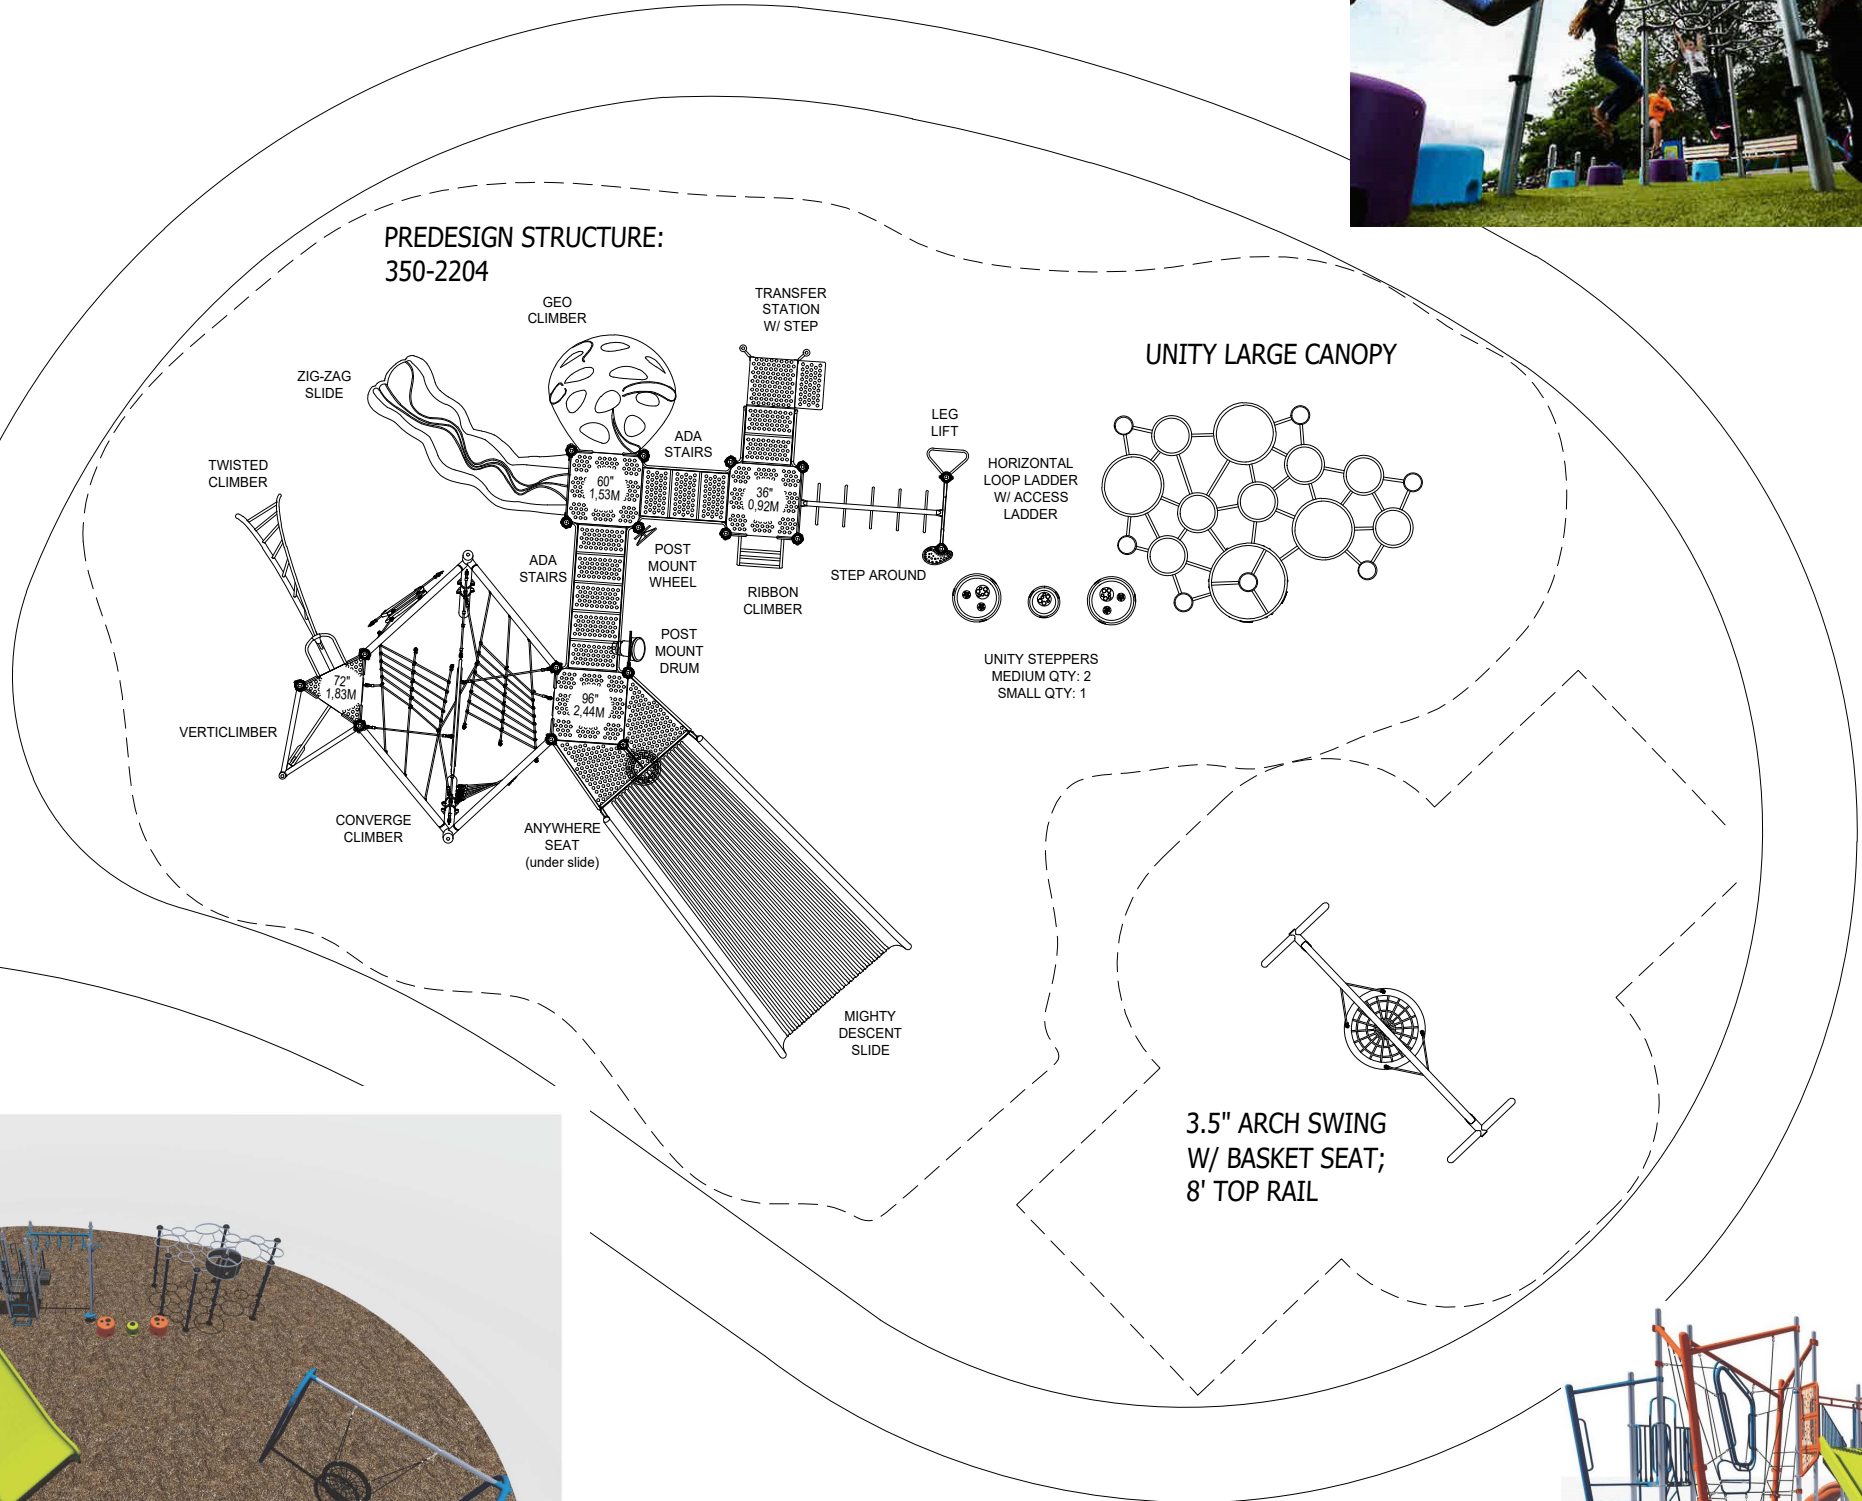 PREDESIGN STRUCTURE:
350-2204
GEO
CLIMBER
TRANSFER
STATION
W/ STEP
UNITY LARGE CANOPY
ZIG-ZAG
SLIDE
LEG
LIFT
ADA
STAIRS
TWISTED
CLIMBER
HORIZONTAL
LOOP LADDER
W/ ACCESS
LADDER
60"
1,53M
36"
0,92M
POST
MOUNT
WHEEL
ADA
STAIRS
STEP AROUND
RIBBON
CLIMBER
POST
MOUNT
DRUM
UNITY STEPPERS
MEDIUM QTY: 2
SMALL QTY: 1
72"
1,83M
96"
2,44M
VERTICLIMBER
CONVERGE
CLIMBER
ANYWHERE
SEAT
(under slide)
MIGHTY
DESCENT
SLIDE
3.5" ARCH SWING
W/ BASKET SEAT;
8' TOP RAIL